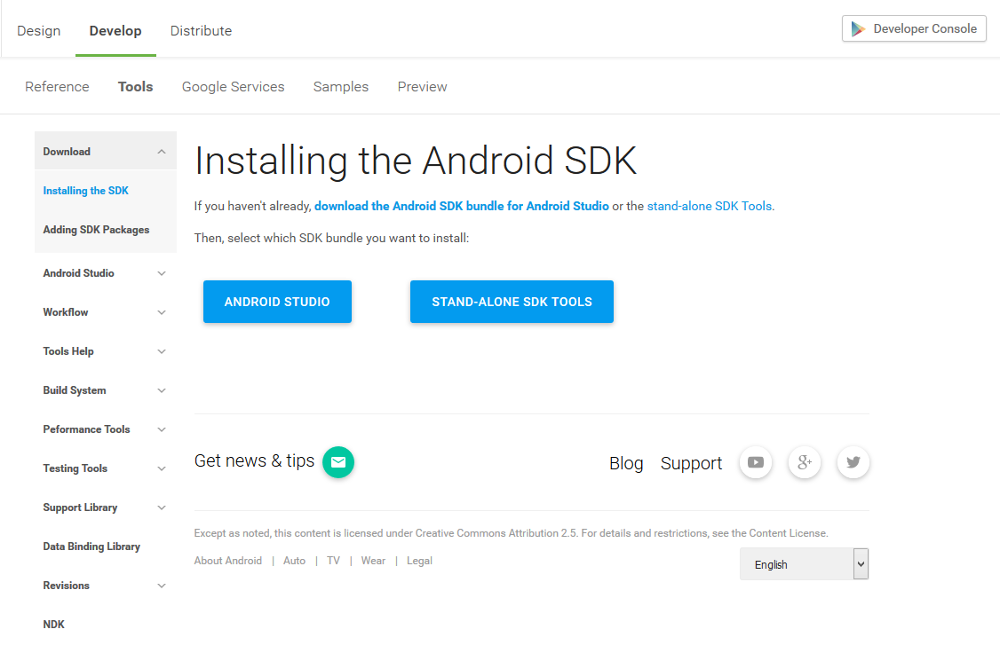 Design Develop Distribute Developer Console
Reference Tools Google Services Samples Preview
Download
Installing the SDK
Adding SDK Packages
Android Studio
Workflow
Tools Help
Build System
Peformance Tools
Testing Tools
Support Library
Data Binding Library
Revisions
NDK
Installing the Android SDK
If you haven't already, download the Android SDK bundle for Android Studio or the stand-alone SDK Tools.
Then, select which SDK bundle you want to install:
ANDROID STUDIO STAND-ALONE SDK TOOLS
Get news & tips Blog Support g+
Except as noted, this content is licensed under Creative Commons Attribution 2.5. For details and restrictions, see the Content License.
About Android | Auto | TV | Wear | Legal
English